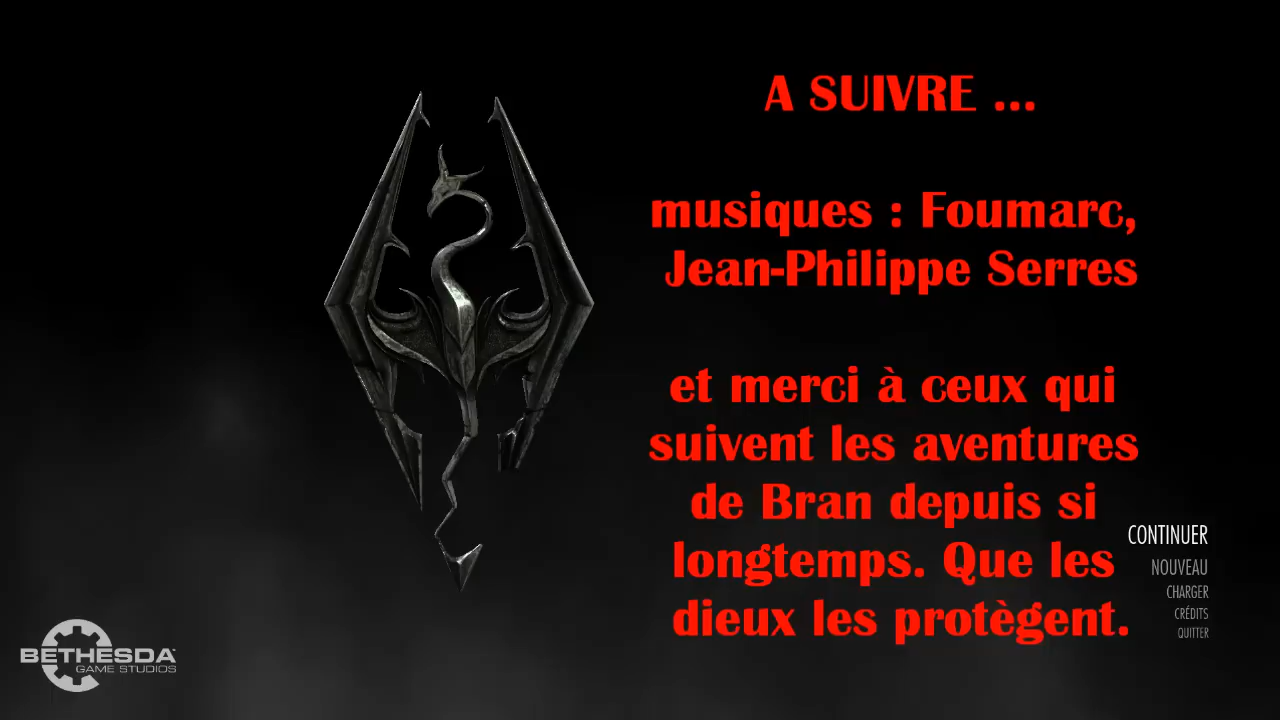 A SUIVRE ...
musiques : Foumarc,
Jean-Philippe Serres
et merci à ceux qui
suivent les aventures
de Bran depuis si
longtemps. Que les
dieux les protègent.
CONTINUER
NOUVEAU
CHARGER
CRÉDITS
QUITTER
BETHESDA
GAME STUDIOS